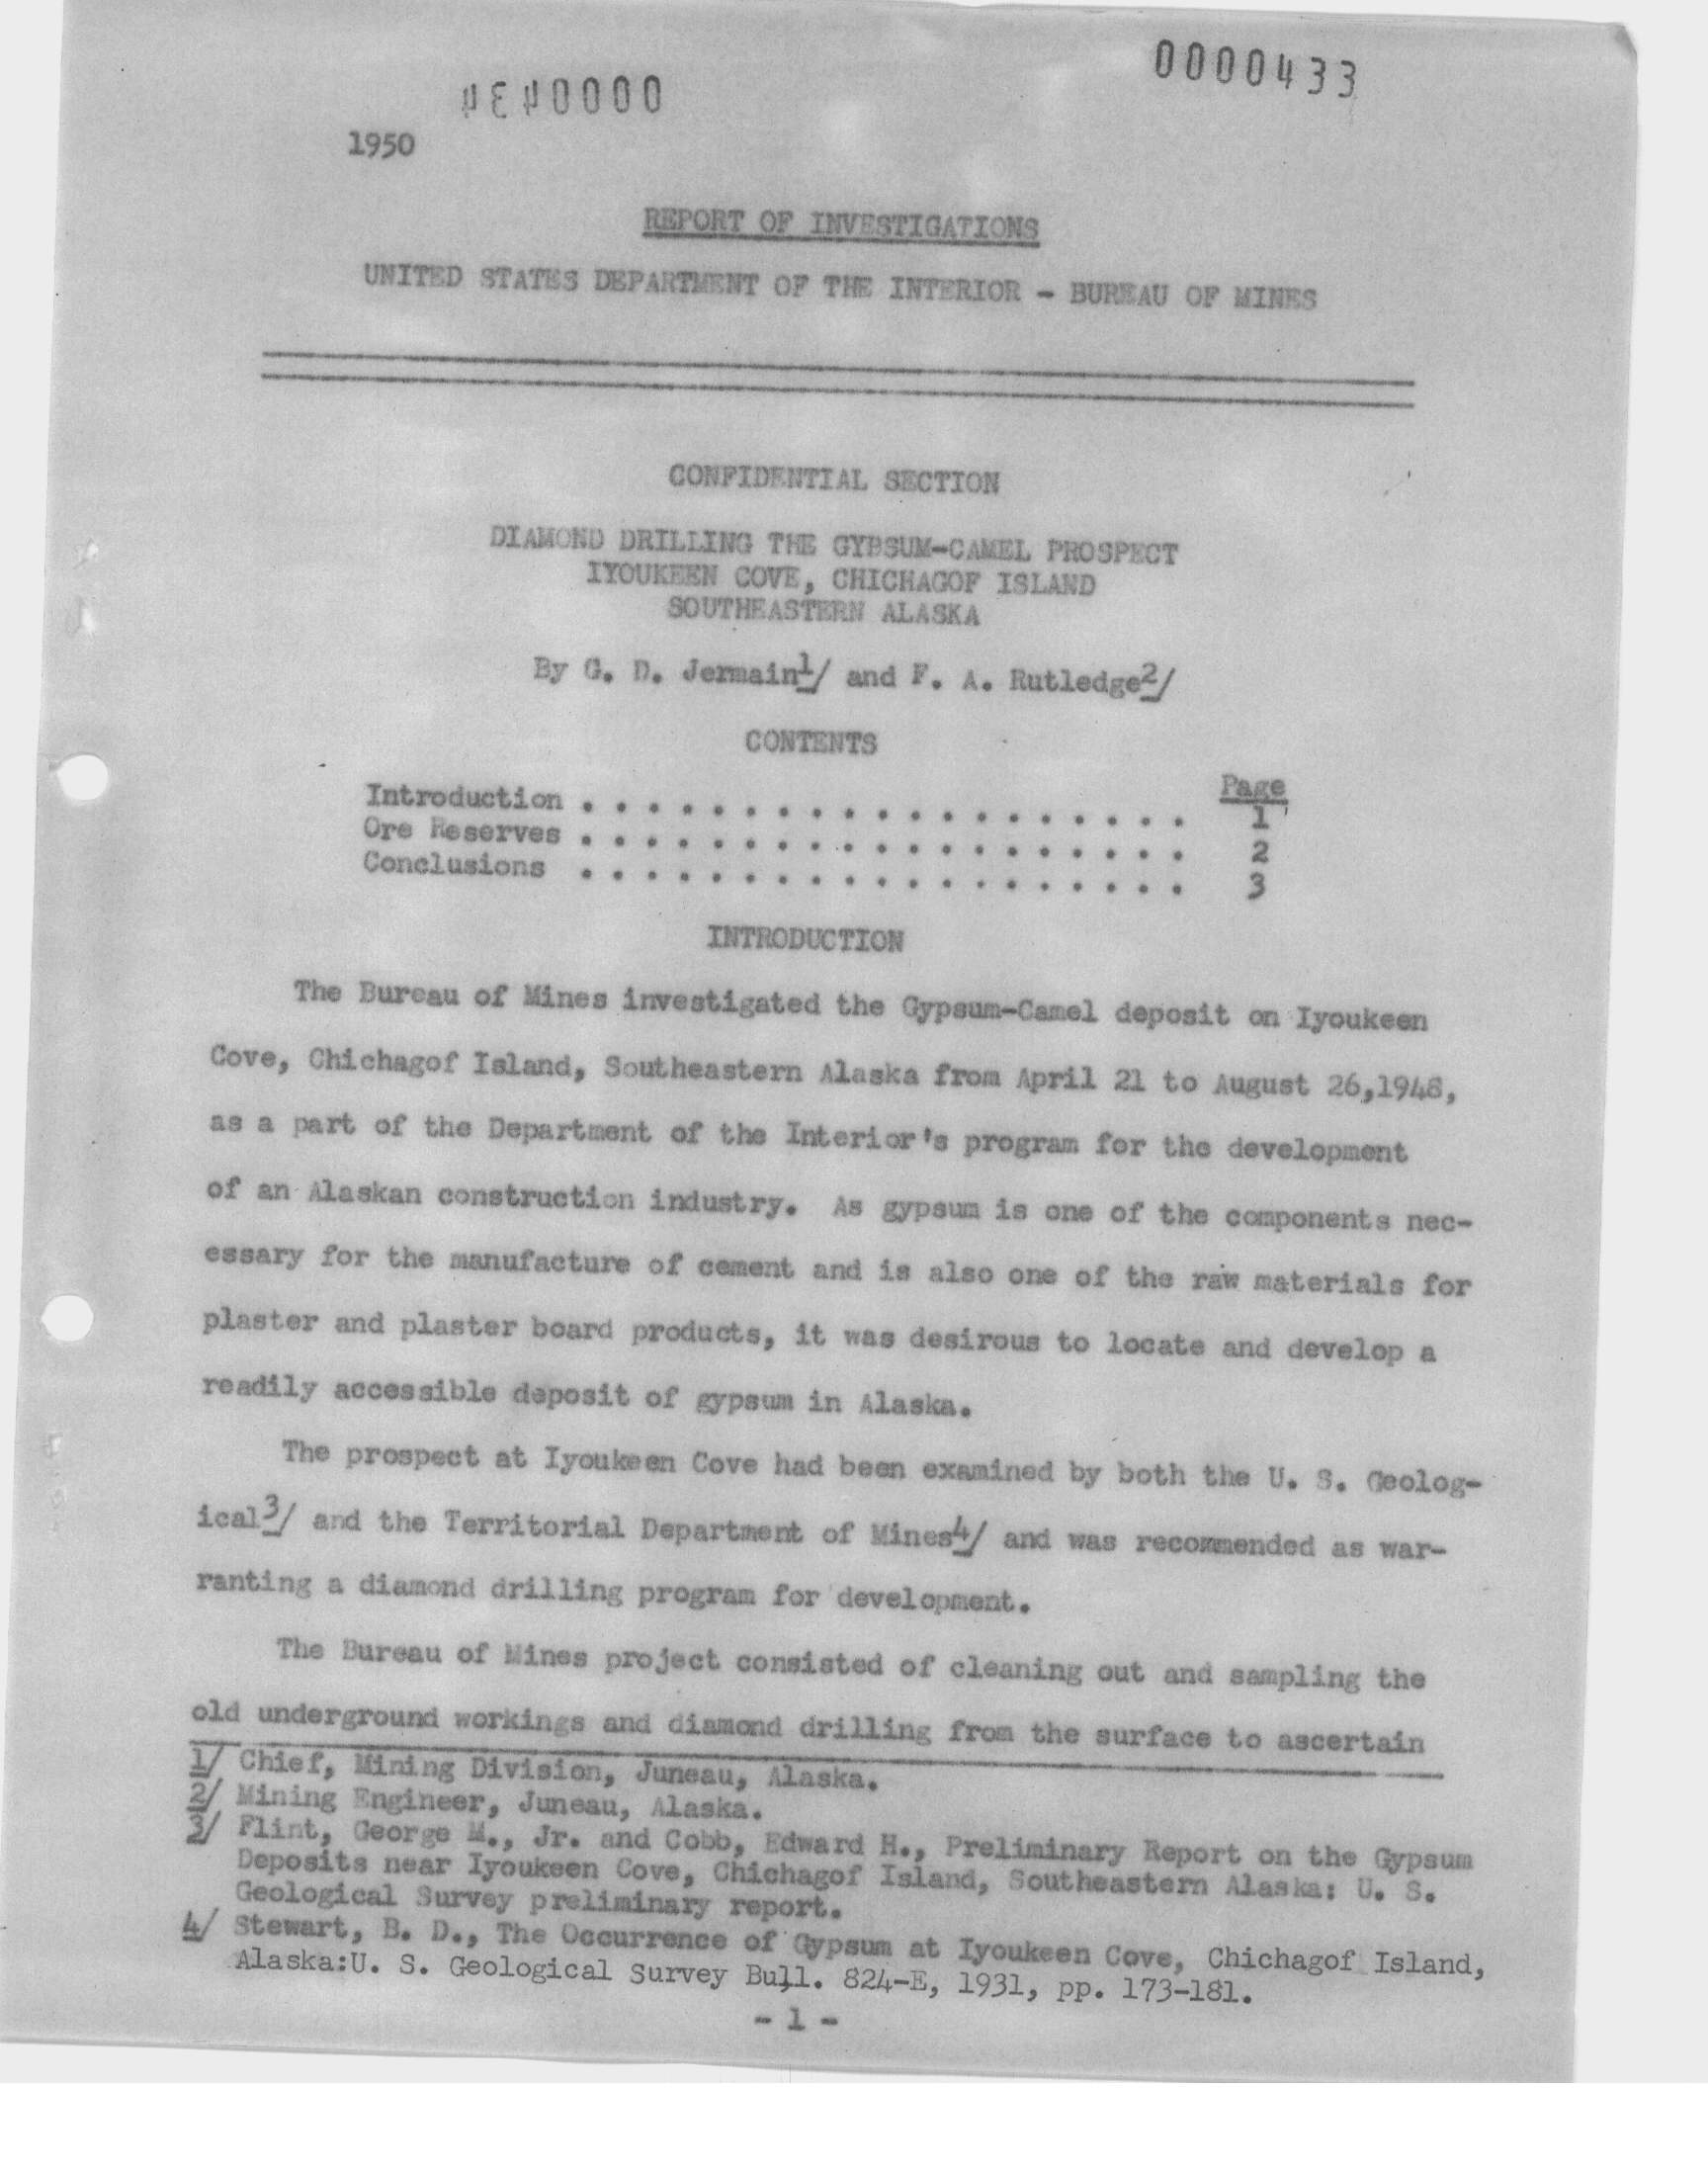 0000433
0000434
1950
REPORT OF INVESTIGATIONS
UNITED STATES DEPARTMENT OF THE INTERIOR - BUREAU OF MINES
CONFIDENTIAL SECTION
DIAMOND DRILLING THE GYPSUM-CAMEL PROSPECT
IYOUKEEN COVE, CHICHAGOF ISLAND
SOUTHEASTERN ALASKA
By G. D. Jermain1/ and F. A. Rutledge2/
CONTENTS
Page
Introduction . . . . . . . . . . . . . . . . . . . 1
Ore Reserves . . . . . . . . . . . . . . . . . . . 2
Conclusions . . . . . . . . . . . . . . . . . . . 3
INTRODUCTION
The Bureau of Mines investigated the Gypsum-Camel deposit on Iyoukeen
Cove, Chichagof Island, Southeastern Alaska from April 21 to August 26,1948,
as a part of the Department of the Interior's program for the development
of an Alaskan construction industry. As gypsum is one of the components nec-
essary for the manufacture of cement and is also one of the raw materials for
plaster and plaster board products, it was desirous to locate and develop a
readily accessible deposit of gypsum in Alaska.
The prospect at Iyoukeen Cove had been examined by both the U. S. Geolog-
ical3/ and the Territorial Department of Mines4/ and was recommended as war-
ranting a diamond drilling program for development.
The Bureau of Mines project consisted of cleaning out and sampling the
old underground workings and diamond drilling from the surface to ascertain
1/ Chief, Mining Division, Juneau, Alaska.
2/ Mining Engineer, Juneau, Alaska.
3/ Flint, George M., Jr. and Cobb, Edward H., Preliminary Report on the Gypsum
Deposits near Iyoukeen Cove, Chichagof Island, Southeastern Alaska: U. S.
Geological Survey preliminary report.
4/ Stewart, B. D., The Occurrence of Gypsum at Iyoukeen Cove, Chichagof Island,
Alaska:U. S. Geological Survey Bull. 824-E, 1931, pp. 173-181.
- 1 -